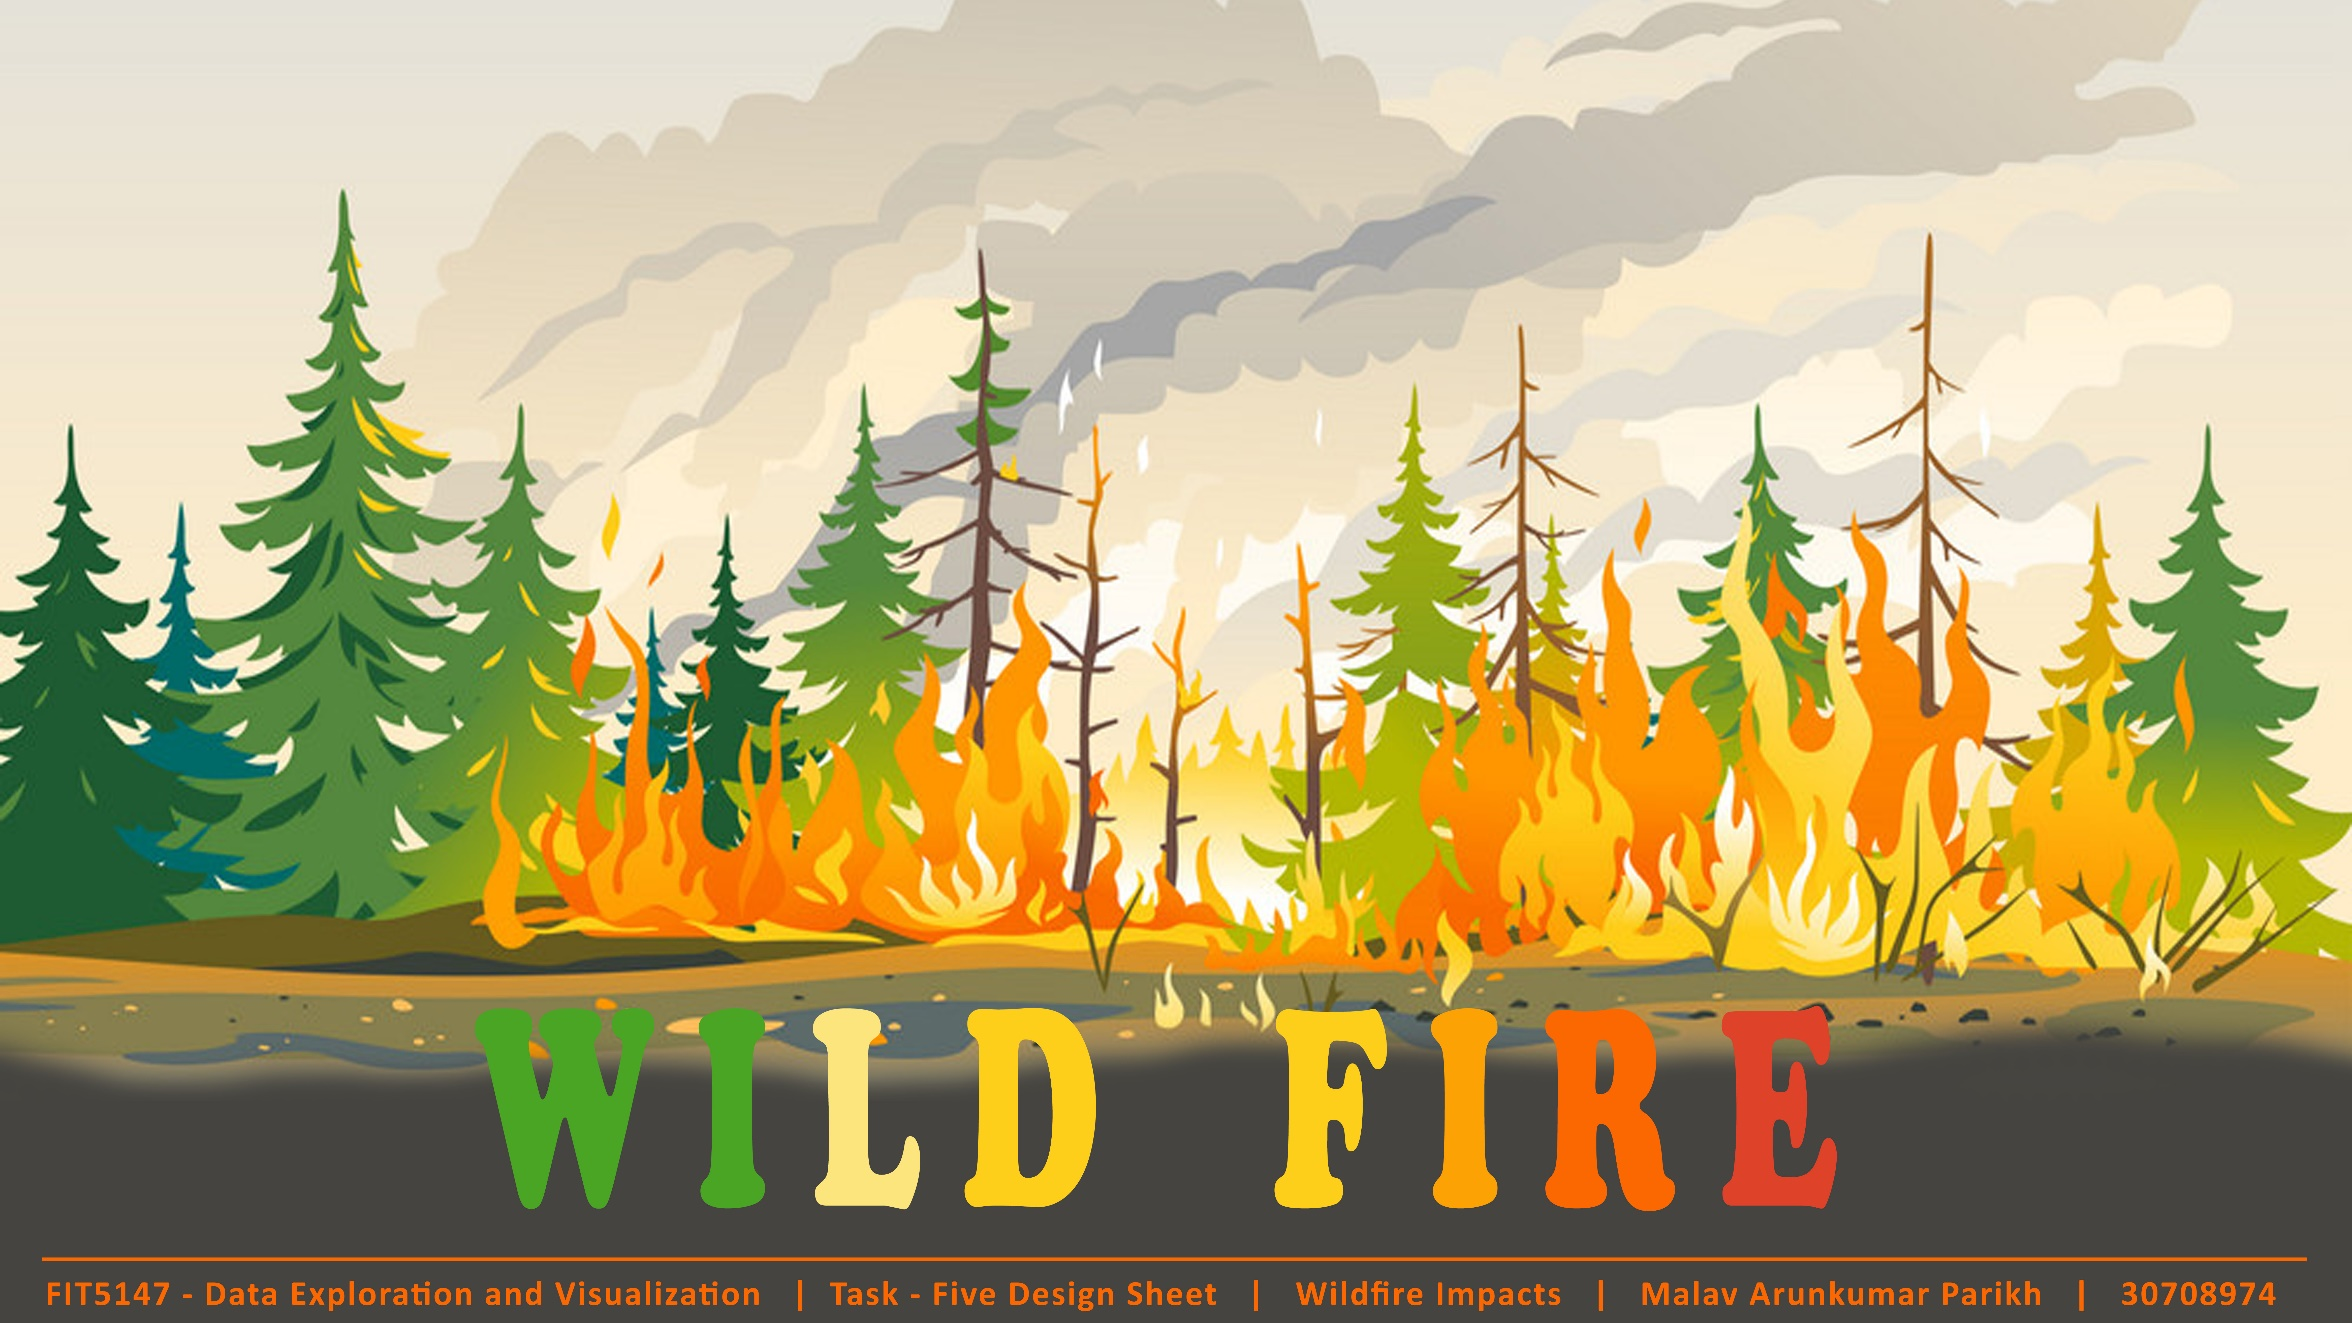 WILD FIRE
FIT5147 - Data Exploration and Visualization | Task - Five Design Sheet | Wildfire Impacts | Malav Arunkumar Parikh | 30708974